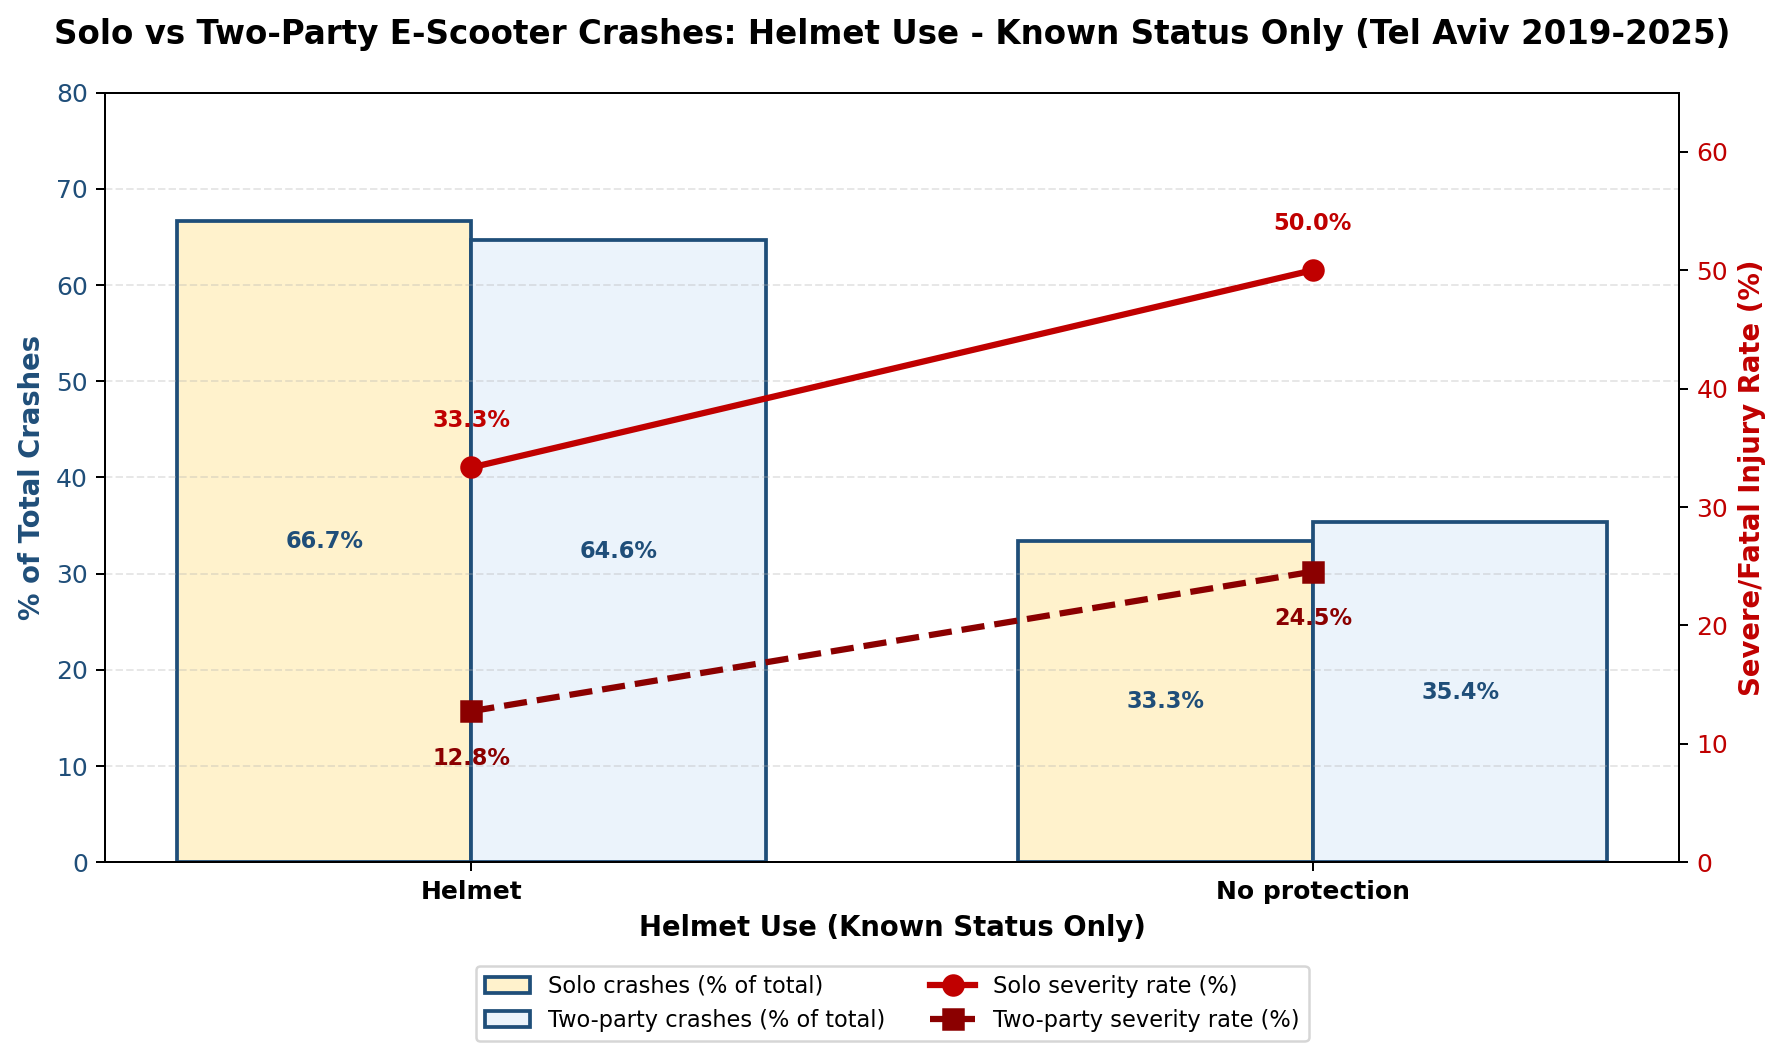 Solo vs Two-Party E-Scooter Crashes: Helmet Use - Known Status Only (Tel Aviv 2019-2025)
% of Total Crashes
80
70
60
50
40
30
20
10
0
66.7%
64.6%
33.3%
35.4%
33.3%
50.0%
12.8%
24.5%
60
50
40
30
20
10
0
Severe/Fatal Injury Rate (%)
Helmet
No protection
Helmet Use (Known Status Only)
Solo crashes (% of total)
Two-party crashes (% of total)
Solo severity rate (%)
Two-party severity rate (%)